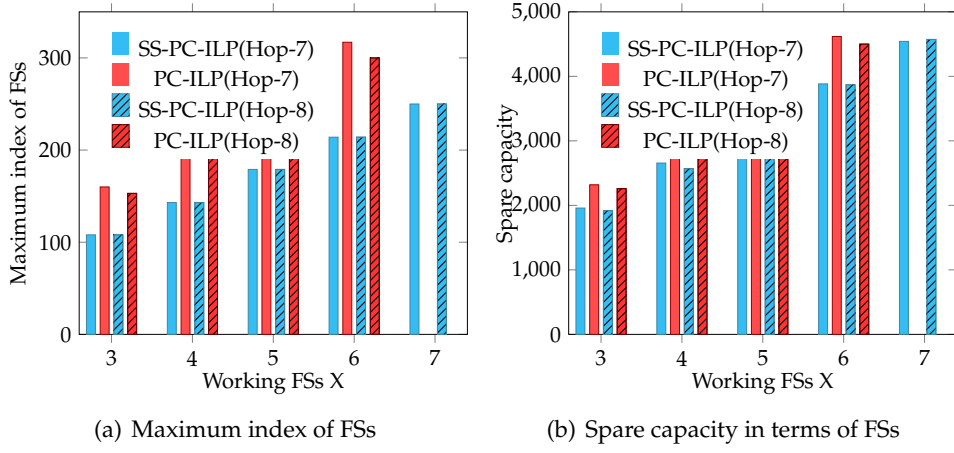 Maximum index of FSs
300
200
100
0
SS-PC-ILP(Hop-7)
PC-ILP(Hop-7)
SS-PC-ILP(Hop-8)
PC-ILP(Hop-8)
3 4 5 6 7
Working FSs X
(a) Maximum index of FSs
Spare capacity
5,000
4,000
3,000
2,000
1,000
0
SS-PC-ILP(Hop-7)
PC-ILP(Hop-7)
SS-PC-ILP(Hop-8)
PC-ILP(Hop-8)
3 4 5 6 7
Working FSs X
(b) Spare capacity in terms of FSs